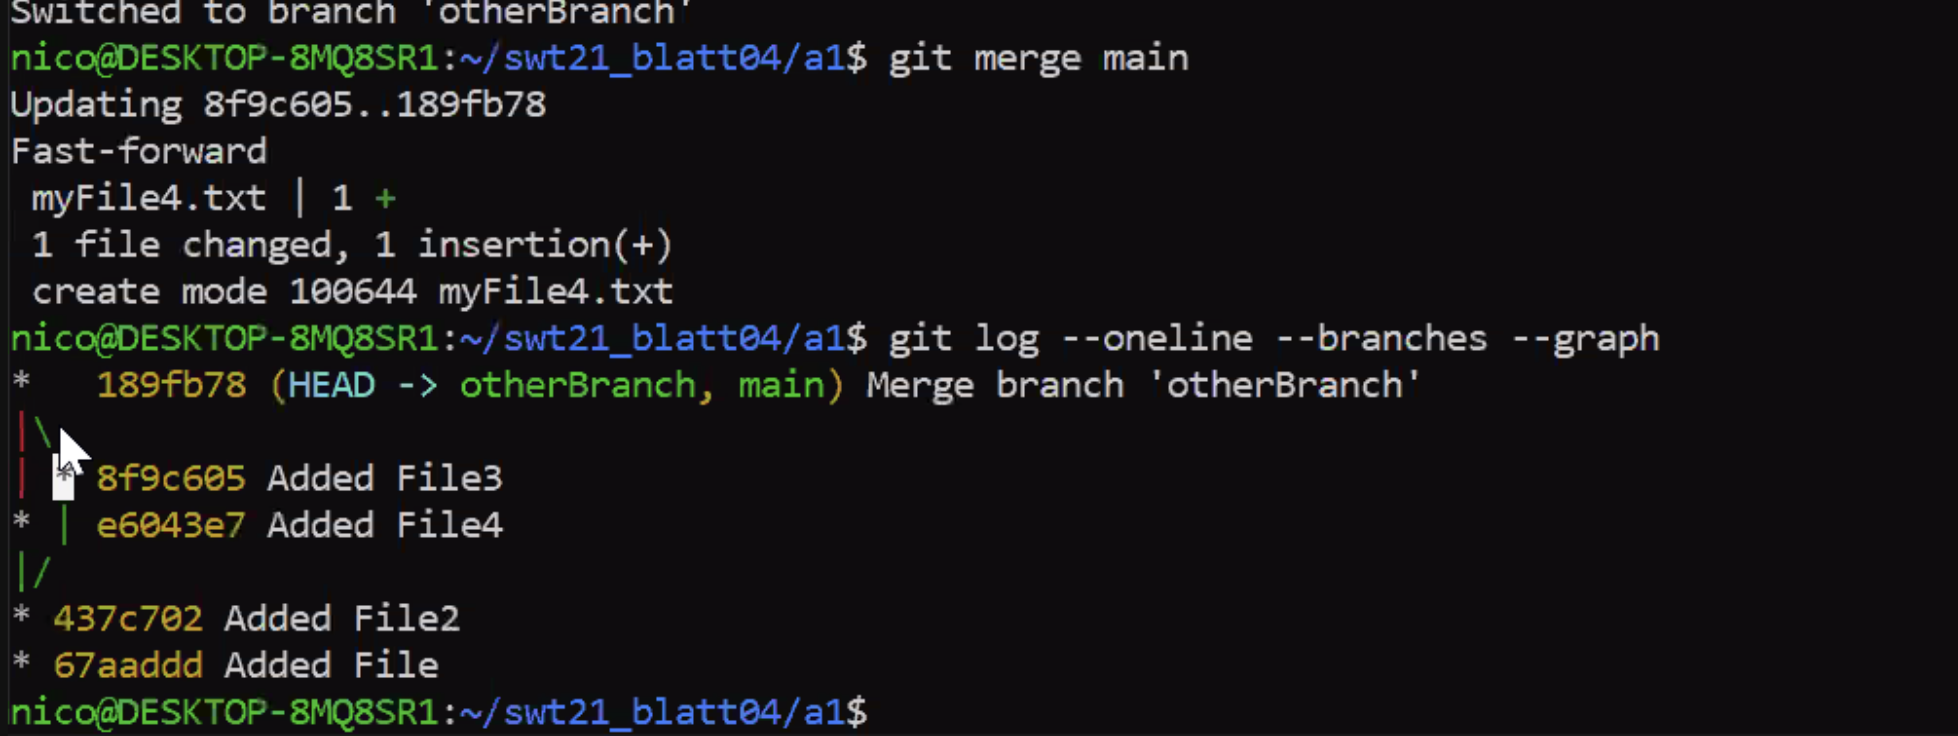 Switched to branch 'otherBranch'
nico@DESKTOP-8MQ8SR1:~/swt21_blatt04/a1$ git merge main
Updating 8f9c605..189fb78
Fast-forward
 myFile4.txt | 1 +
 1 file changed, 1 insertion(+)
 create mode 100644 myFile4.txt
nico@DESKTOP-8MQ8SR1:~/swt21_blatt04/a1$ git log --oneline --branches --graph
*   189fb78 (HEAD -> otherBranch, main) Merge branch 'otherBranch'
|\
| * 8f9c605 Added File3
* | e6043e7 Added File4
|/
* 437c702 Added File2
* 67aaddd Added File
nico@DESKTOP-8MQ8SR1:~/swt21_blatt04/a1$